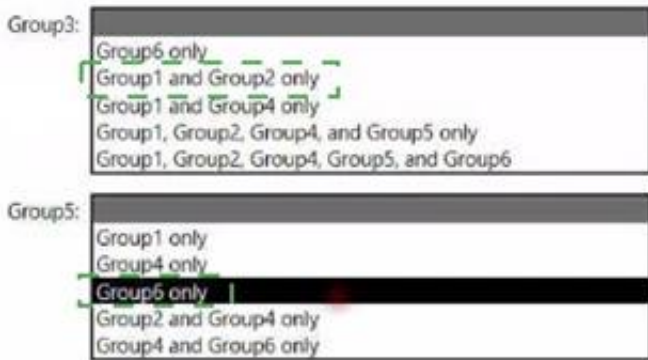 Group3:
Group6 only
Group1 and Group2 only
Group1 and Group4 only
Group1, Group2, Group4, and Group5 only
Group1, Group2, Group4, Group5, and Group6
Group5:
Group1 only
Group4 only
Group6 only
Group2 and Group4 only
Group4 and Group6 only